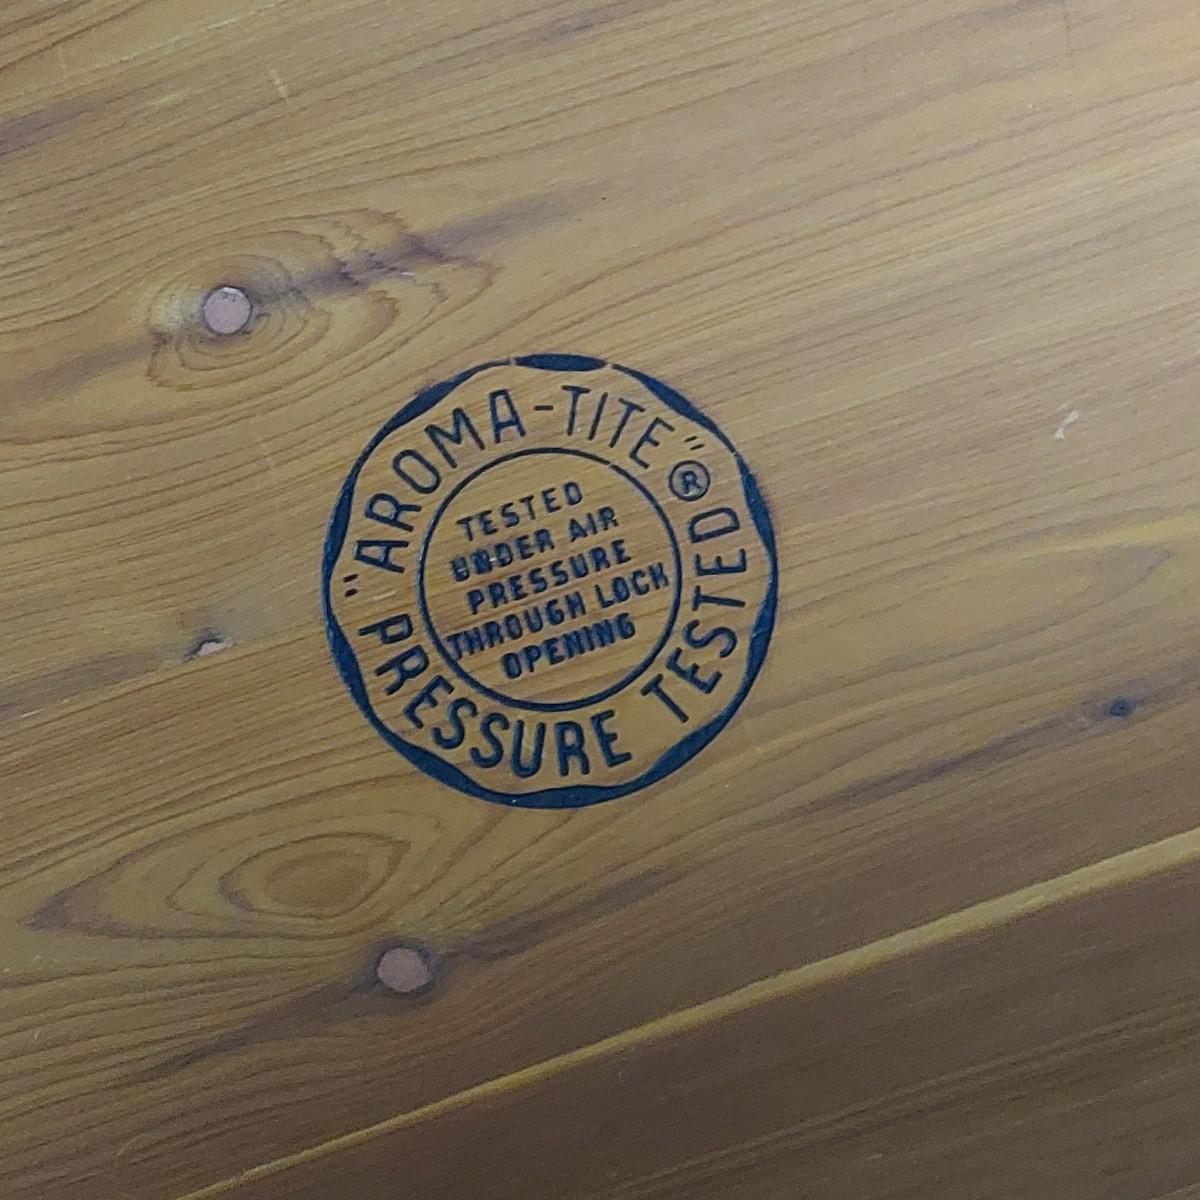 "AROMA-TITE"®
PRESSURE TESTED
TESTED
UNDER AIR
PRESSURE
THROUGH LOCK
OPENING